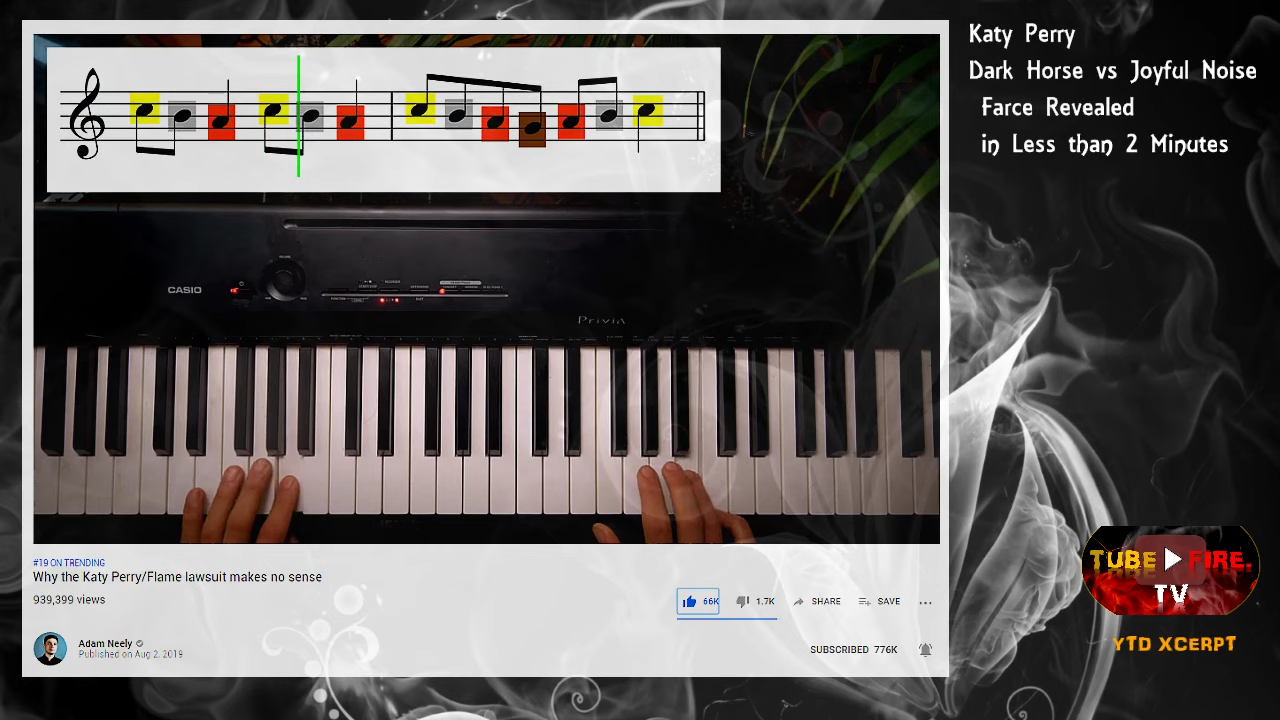 Katy Perry
Dark Horse vs Joyful Noise
Farce Revealed
in Less than 2 Minutes
CASIO
Privia
#19 ON TRENDING
Why the Katy Perry/Flame lawsuit makes no sense
939,399 views
66K 1.7K SHARE SAVE
Adam Neely
Published on Aug 2, 2019
SUBSCRIBED 776K
TUBE FIRE.
TV
YTD XCERPT